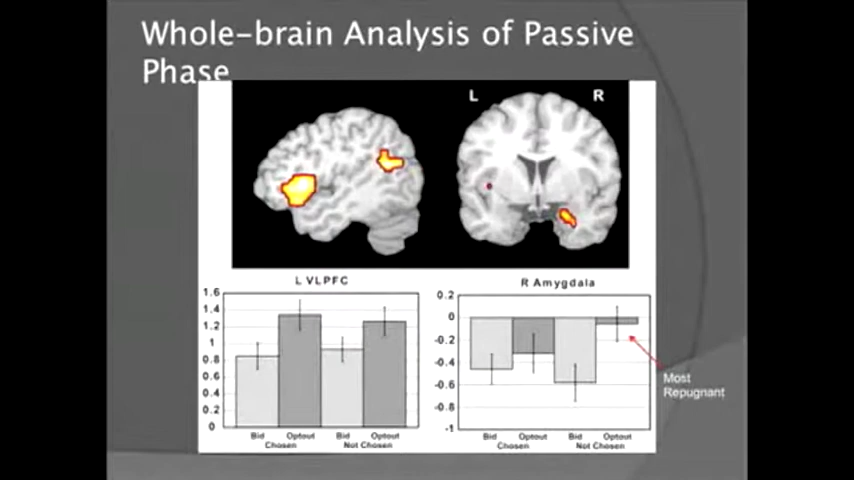 Whole-brain Analysis of Passive
Phase
L
R
L VLPFC
1.6
1.4
1.2
1
0.8
0.6
0.4
0.2
0
Bid
Optout
Bid
Optout
Chosen
Not Chosen
R Amygdala
0.2
0
-0.2
-0.4
-0.6
-0.8
-1
Bid
Optout
Bid
Optout
Chosen
Not Chosen
Most
Repugnant